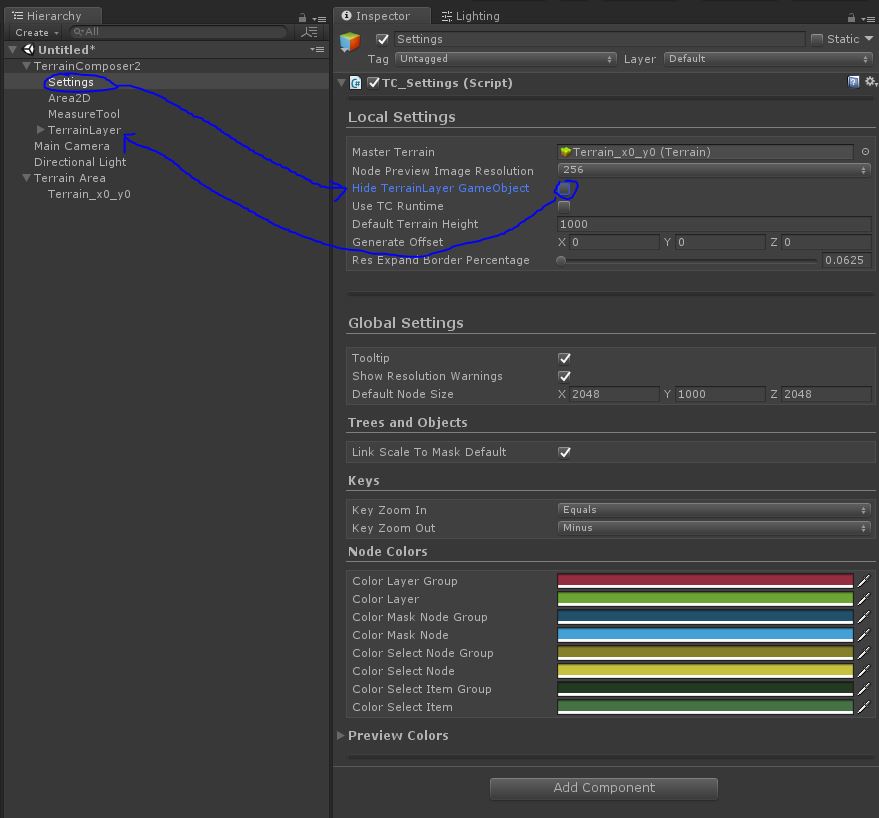 Hierarchy
Create All
Untitled*
TerrainComposer2
Settings
Area2D
MeasureTool
TerrainLayer
Main Camera
Directional Light
Terrain Area
Terrain_x0_y0
Inspector Lighting
Settings Static
Tag Untagged Layer Default
TC_Settings (Script)
Local Settings
Master Terrain Terrain_x0_y0 (Terrain)
Node Preview Image Resolution 256
Hide TerrainLayer GameObject
Use TC Runtime
Default Terrain Height 1000
Generate Offset X 0 Y 0 Z 0
Res Expand Border Percentage 0.0625
Global Settings
Tooltip
Show Resolution Warnings
Default Node Size X 2048 Y 1000 Z 2048
Trees and Objects
Link Scale To Mask Default
Keys
Key Zoom In Equals
Key Zoom Out Minus
Node Colors
Color Layer Group
Color Layer
Color Mask Node Group
Color Mask Node
Color Select Node Group
Color Select Node
Color Select Item Group
Color Select Item
Preview Colors
Add Component